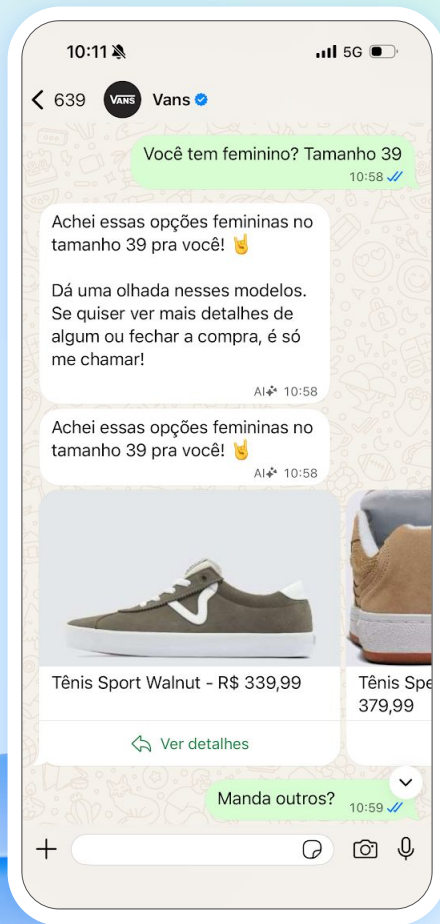 10:11
5G
639
VANS
Vans
Você tem feminino? Tamanho 39
10:58
Achei essas opções femininas no
tamanho 39 pra você! 🤘
Dá uma olhada nesses modelos.
Se quiser ver mais detalhes de
algum ou fechar a compra, é só
me chamar!
AI 10:58
Achei essas opções femininas no
tamanho 39 pra você! 🤘
AI 10:58
Tênis Sport Walnut - R$ 339,99
Tênis Spe
379,99
Ver detalhes
Manda outros?
10:59